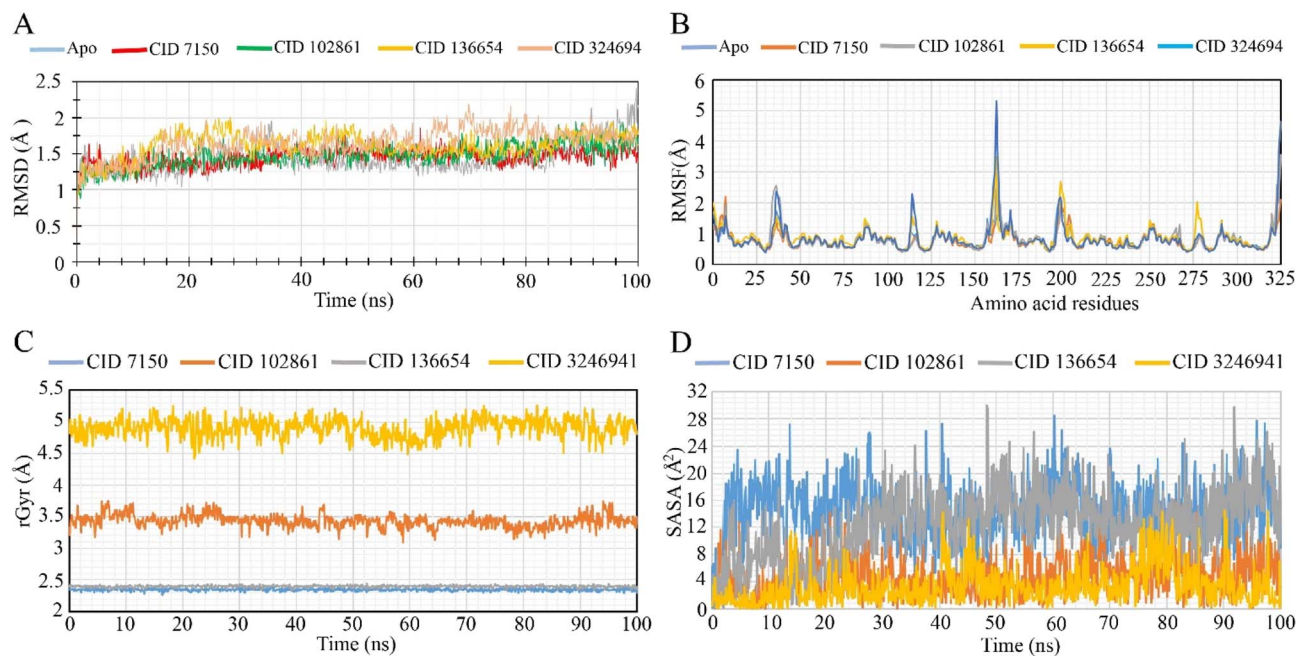 A
Apo CID 7150 CID 102861 CID 136654 CID 324694
2.5
2
1.5
1
0.5
0
RMSD (Å )
0 20 40 60 80 100
Time (ns)
B
Apo CID 7150 CID 102861 CID 136654 CID 324694
6
5
4
3
2
1
0
RMSF(Å)
0 25 50 75 100 125 150 175 200 225 250 275 300 325
Amino acid residues
C
CID 7150 CID 102861 CID 136654 CID 3246941
5.5
5
4.5
4
3.5
3
2.5
2
rGyr (Å)
0 10 20 30 40 50 60 70 80 90 100
Time (ns)
D
CID 7150 CID 102861 CID 136654 CID 3246941
32
28
24
20
16
12
8
4
0
SASA (Å²)
0 10 20 30 40 50 60 70 80 90 100
Time (ns)